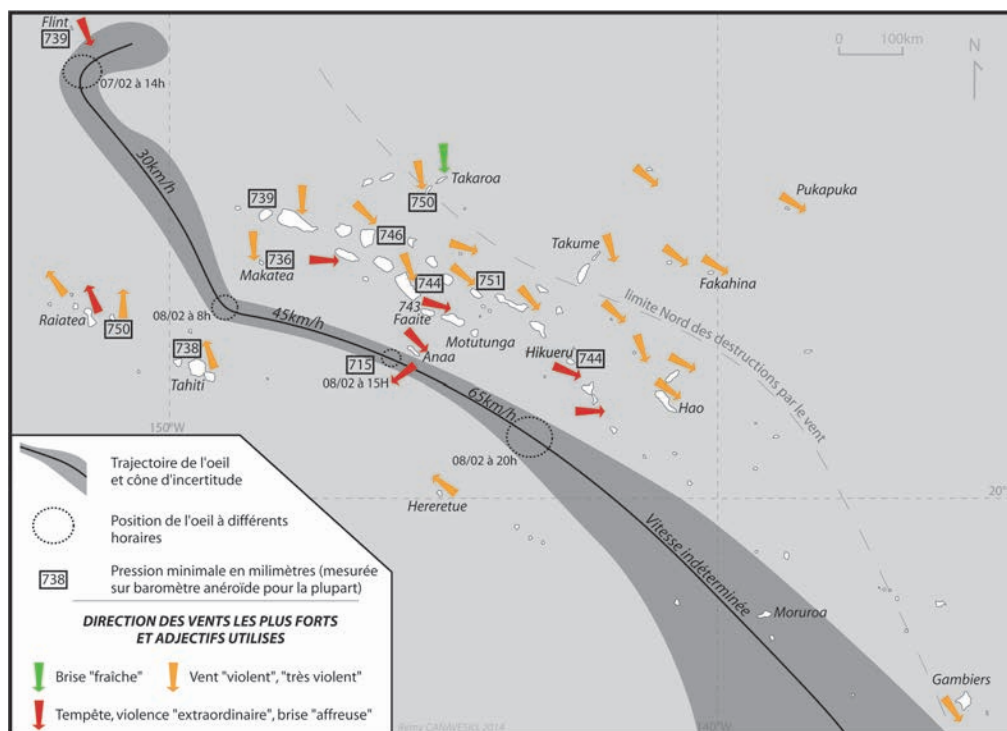 Flint
739
0
100km
N
07/02 à 14h
30km/h
Takaroa
750
Pukapuka
739
746
Takume
736
Makatea
744
751
Fakahina
743
Faaite
limite Nord des destructions par le vent
Raiatea
750
08/02 à 8h
45km/h
Motutunga
738
Tahiti
715
Anaa
08/02 à 15H
Hikueru
744
Hao
150°W
65km/h
08/02 à 20h
Hereretue
20°
Vitesse indéterminée
Moruroa
Gambiers
140°W
Trajectoire de l'oeil
et cône d'incertitude
Position de l'oeil à différents
horaires
738
Pression minimale en milimètres (mesurée
sur baromètre anéroïde pour la plupart)
DIRECTION DES VENTS LES PLUS FORTS
ET ADJECTIFS UTILISES
Brise "fraîche"
Vent "violent", "très violent"
Tempête, violence "extraordinaire", brise "affreuse"
Rémy CANAVESIO, 2014